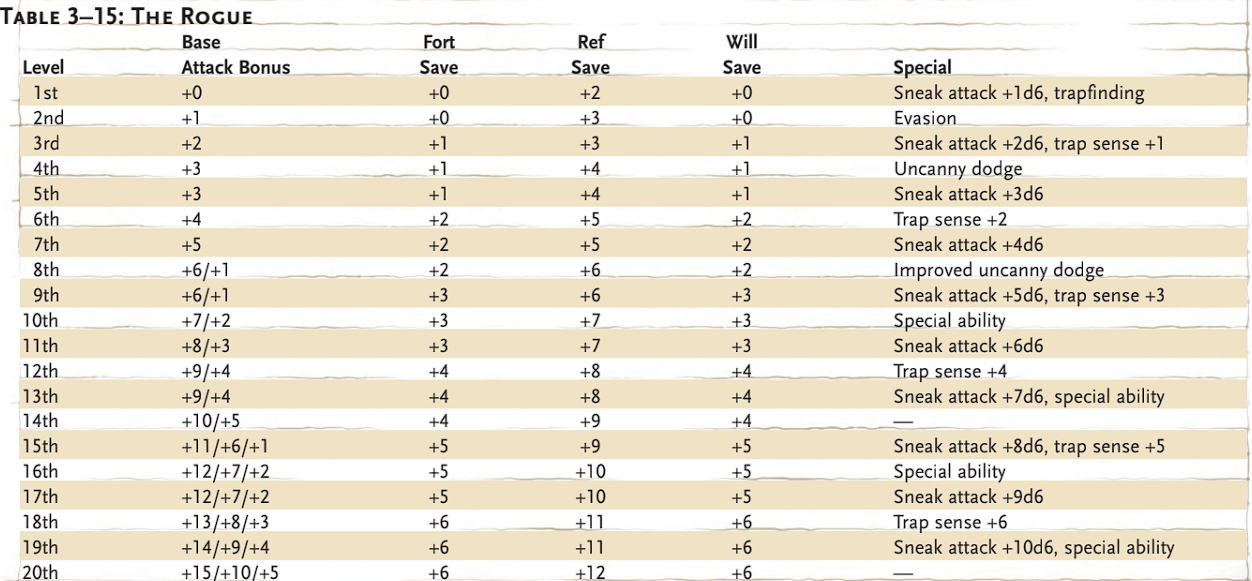 TABLE 3–15: THE ROGUE
Base Fort Ref Will
Level Attack Bonus Save Save Save Special
1st +0 +0 +2 +0 Sneak attack +1d6, trapfinding
2nd +1 +0 +3 +0 Evasion
3rd +2 +1 +3 +1 Sneak attack +2d6, trap sense +1
4th +3 +1 +4 +1 Uncanny dodge
5th +3 +1 +4 +1 Sneak attack +3d6
6th +4 +2 +5 +2 Trap sense +2
7th +5 +2 +5 +2 Sneak attack +4d6
8th +6/+1 +2 +6 +2 Improved uncanny dodge
9th +6/+1 +3 +6 +3 Sneak attack +5d6, trap sense +3
10th +7/+2 +3 +7 +3 Special ability
11th +8/+3 +3 +7 +3 Sneak attack +6d6
12th +9/+4 +4 +8 +4 Trap sense +4
13th +9/+4 +4 +8 +4 Sneak attack +7d6, special ability
14th +10/+5 +4 +9 +4 —
15th +11/+6/+1 +5 +9 +5 Sneak attack +8d6, trap sense +5
16th +12/+7/+2 +5 +10 +5 Special ability
17th +12/+7/+2 +5 +10 +5 Sneak attack +9d6
18th +13/+8/+3 +6 +11 +6 Trap sense +6
19th +14/+9/+4 +6 +11 +6 Sneak attack +10d6, special ability
20th +15/+10/+5 +6 +12 +6 —